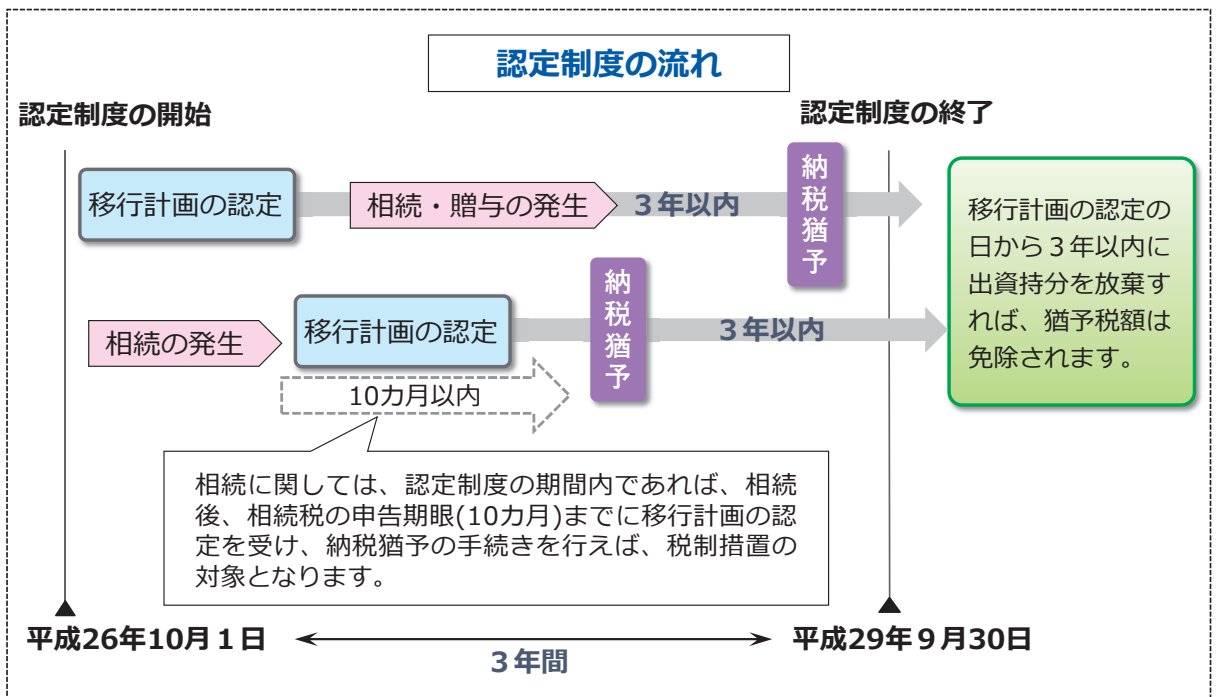 認定制度の流れ
認定制度の開始
認定制度の終了
移行計画の認定
相続・贈与の発生
３年以内
納税猶予
移行計画の認定の
日から３年以内に
出資持分を放棄す
れば、猶予税額は
免除されます。
相続の発生
移行計画の認定
納税猶予
３年以内
10カ月以内
相続に関しては、認定制度の期間内であれば、相続
後、相続税の申告期眼(10カ月)までに移行計画の認
定を受け、納税猶予の手続きを行えば、税制措置の
対象となります。
平成26年10月１日
平成29年９月30日
３年間